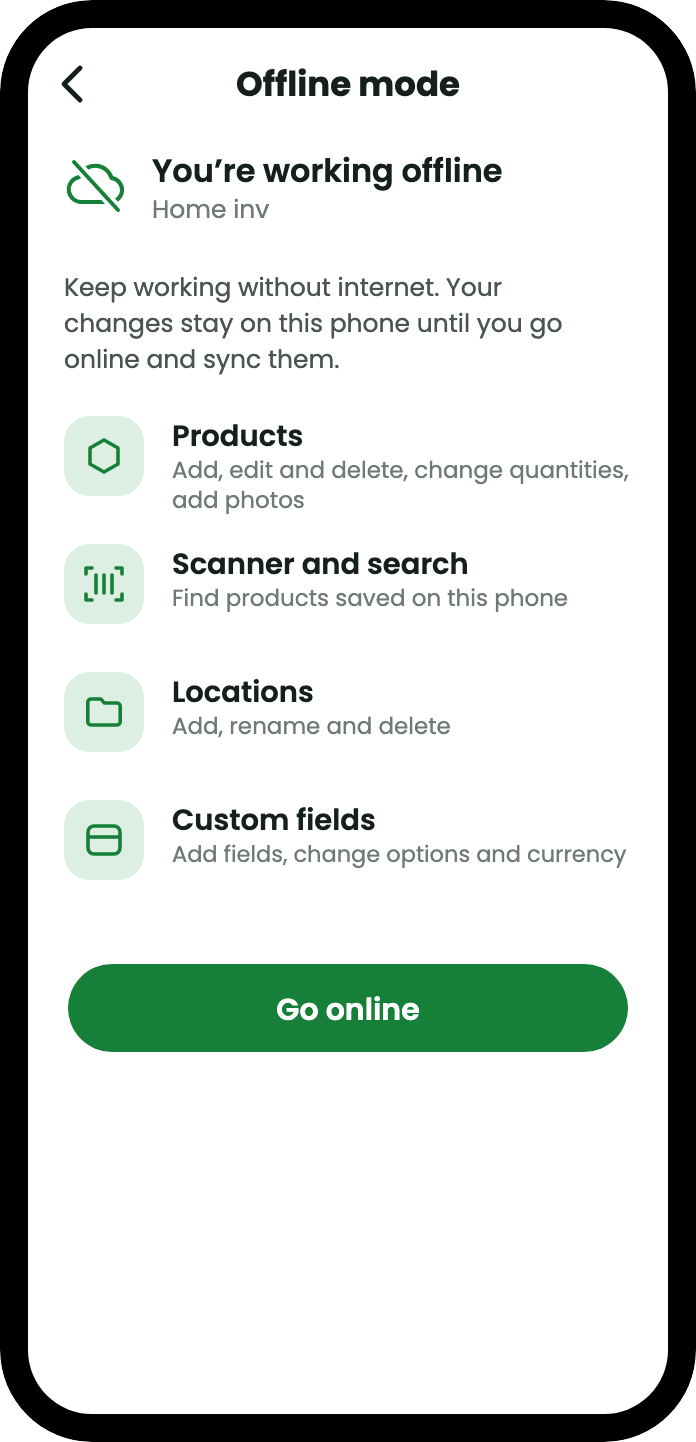 Offline mode
You’re working offline
Home inv
Keep working without internet. Your
changes stay on this phone until you go
online and sync them.
Products
Add, edit and delete, change quantities,
add photos
Scanner and search
Find products saved on this phone
Locations
Add, rename and delete
Custom fields
Add fields, change options and currency
Go online